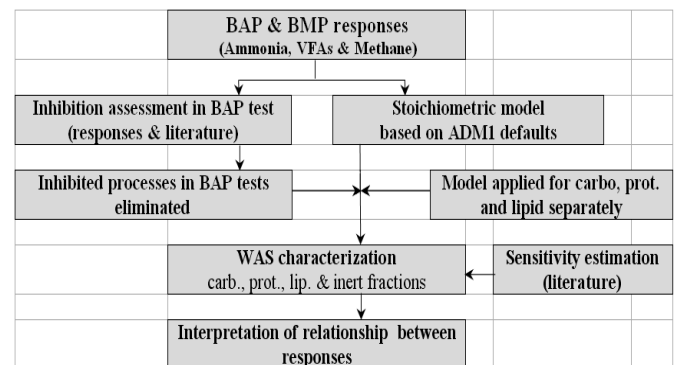 BAP & BMP responses
(Ammonia, VFAs & Methane)
Inhibition assessment in BAP test
(responses & literature)
Stoichiometric model
based on ADM1 defaults
Inhibited processes in BAP tests
eliminated
Model applied for carbo, prot.
and lipid separately
WAS characterization
carb., prot., lip. & inert fractions
Sensitivity estimation
(literature)
Interpretation of relationship between
responses